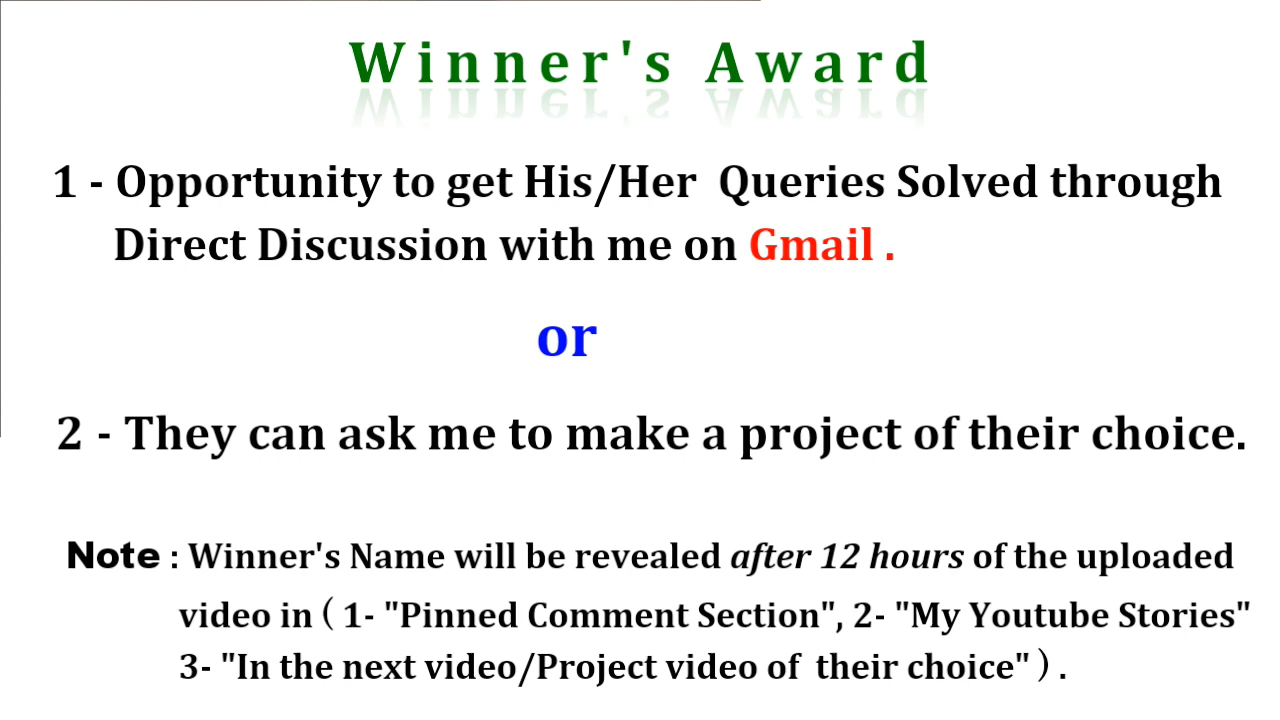 Winner's Award
1 - Opportunity to get His/Her Queries Solved through
Direct Discussion with me on Gmail .
or
2 - They can ask me to make a project of their choice.
Note : Winner's Name will be revealed after 12 hours of the uploaded
video in ( 1- "Pinned Comment Section", 2- "My Youtube Stories"
3- "In the next video/Project video of their choice" ) .